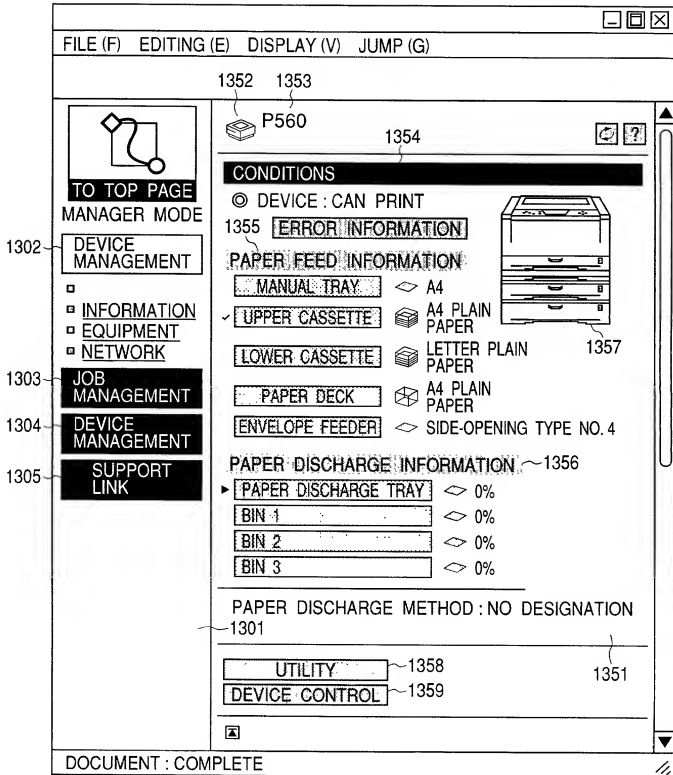 FILE (F) EDITING (E) DISPLAY (V) JUMP (G)
1352 1353
P560
1354
?
TO TOP PAGE
MANAGER MODE
1302
DEVICE
MANAGEMENT
INFORMATION
EQUIPMENT
NETWORK
1303
JOB
MANAGEMENT
1304
DEVICE
MANAGEMENT
1305
SUPPORT
LINK
1301
CONDITIONS
DEVICE : CAN PRINT
1355 ERROR INFORMATION
PAPER FEED INFORMATION
MANUAL TRAY A4
UPPER CASSETTE A4 PLAIN
PAPER
1357
LOWER CASSETTE LETTER PLAIN
PAPER
PAPER DECK A4 PLAIN
PAPER
ENVELOPE FEEDER SIDE-OPENING TYPE NO. 4
PAPER DISCHARGE INFORMATION 1356
PAPER DISCHARGE TRAY 0%
BIN 1 0%
BIN 2 0%
BIN 3 0%
PAPER DISCHARGE METHOD : NO DESIGNATION
1351
UTILITY 1358
DEVICE CONTROL 1359
DOCUMENT : COMPLETE